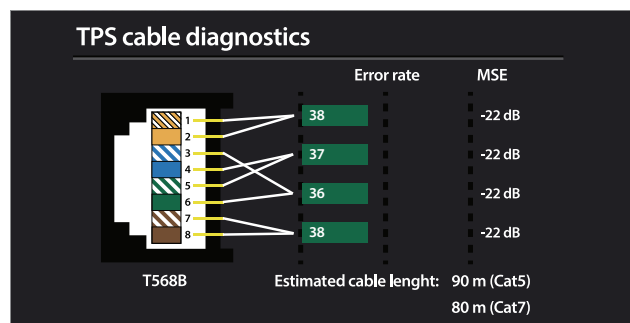 TPS cable diagnostics
Error rate MSE
1 38 -22 dB
2
3 37 -22 dB
4
5 36 -22 dB
6
7 38 -22 dB
8
T568B Estimated cable lenght: 90 m (Cat5)
80 m (Cat7)